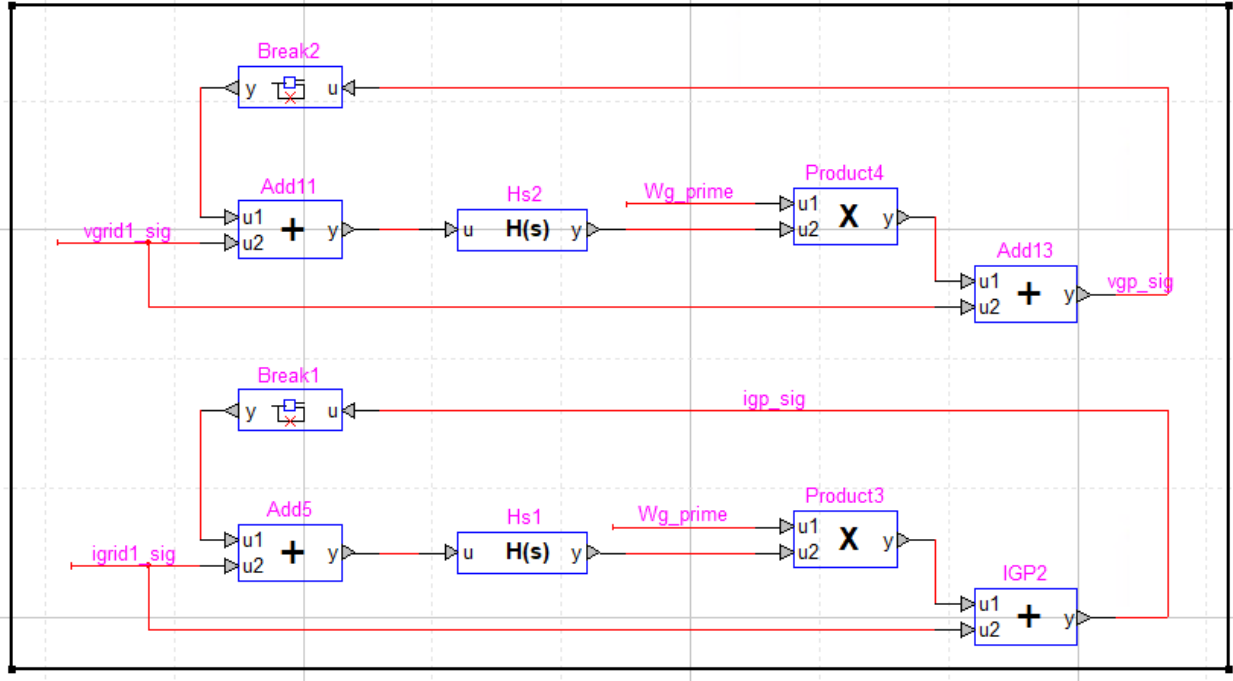 Break2
y u
Add11
u1
+ y
u2
vgrid1_sig
Hs2
u H(s) y
Wg_prime
Product4
u1
X y
u2
Add13
u1
+ y
u2
vgp_sig
Break1
y u
igp_sig
Add5
u1
+ y
u2
igrid1_sig
Hs1
u H(s) y
Wg_prime
Product3
u1
X y
u2
IGP2
u1
+ y
u2